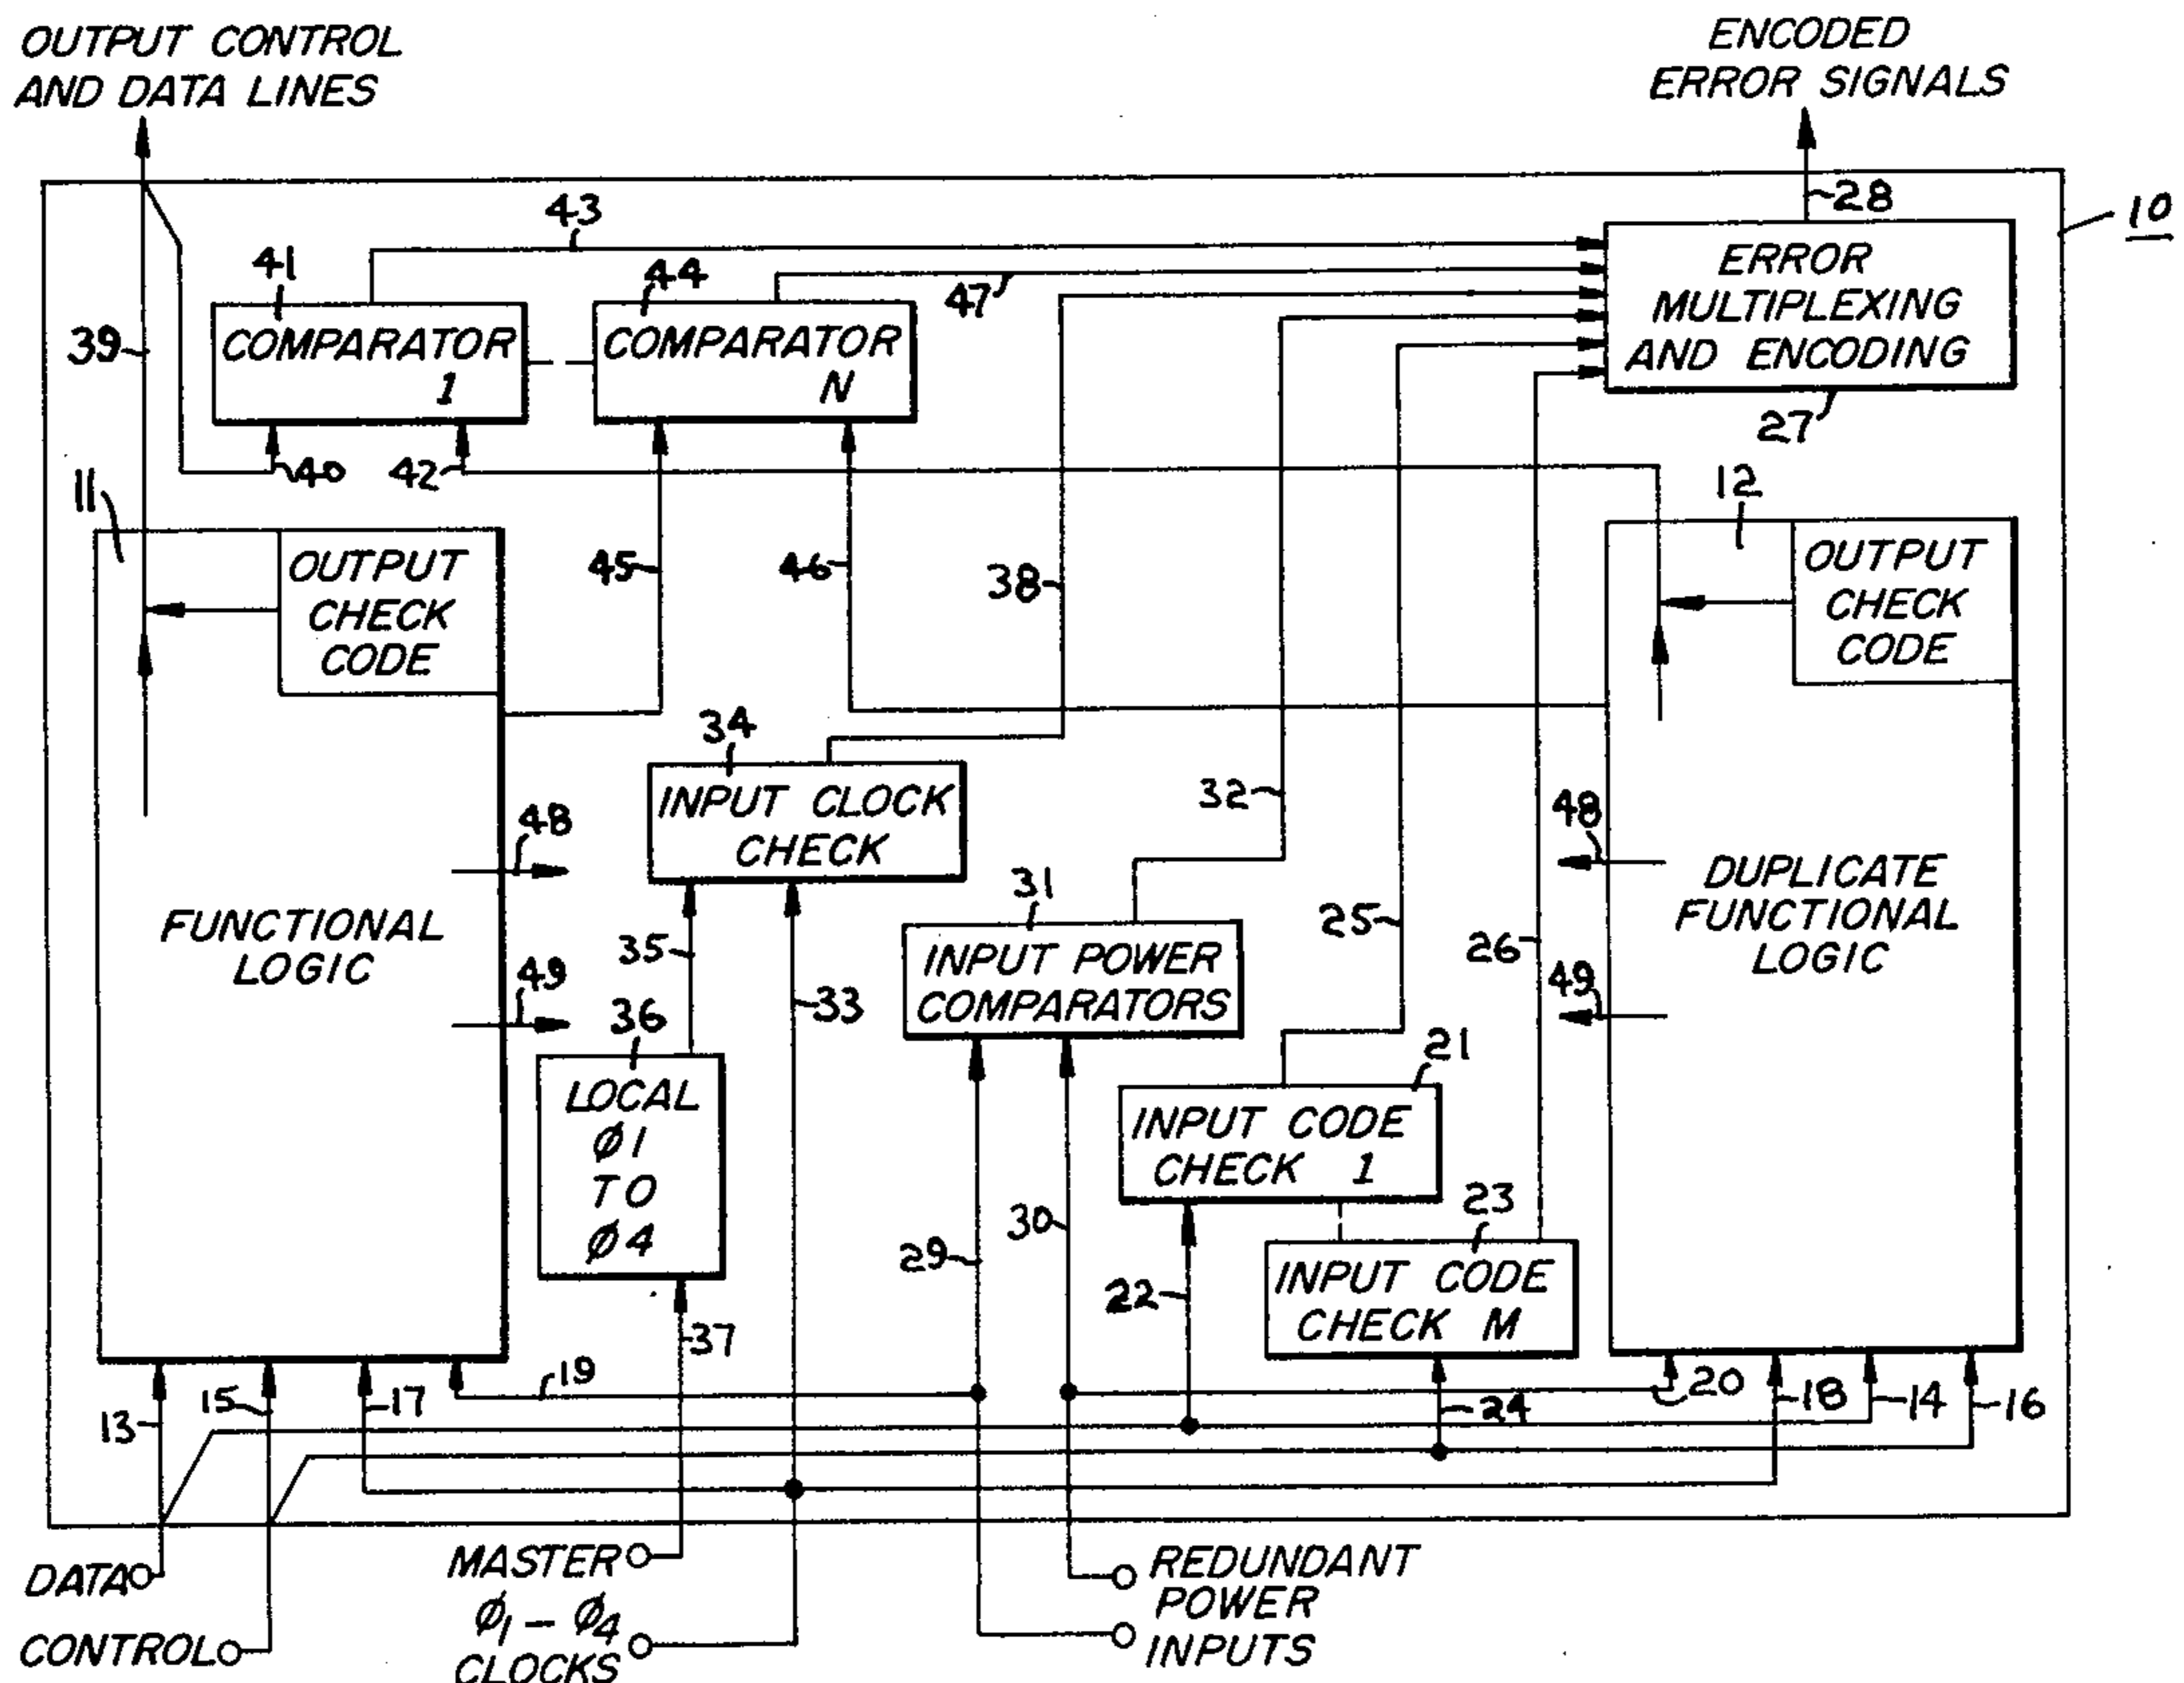 OUTPUT CONTROL
AND DATA LINES
ENCODED
ERROR SIGNALS
28
10
43
41
44
47
ERROR
MULTIPLEXING
AND ENCODING
27
COMPARATOR
1
COMPARATOR
N
39
40
42
11
12
OUTPUT
CHECK
CODE
45
46
38
OUTPUT
CHECK
CODE
34
INPUT CLOCK
CHECK
32
48
48
31
25
26
FUNCTIONAL
LOGIC
DUPLICATE
FUNCTIONAL
LOGIC
35
INPUT POWER
COMPARATORS
49
49
33
36
21
LOCAL
Ø1
TO
Ø4
INPUT CODE
CHECK 1
23
29
30
22
INPUT CODE
CHECK M
37
19
13
15
17
24
20
18
14
16
DATA
CONTROL
MASTER
Ø1 - Ø4
CLOCKS
REDUNDANT
POWER
INPUTS